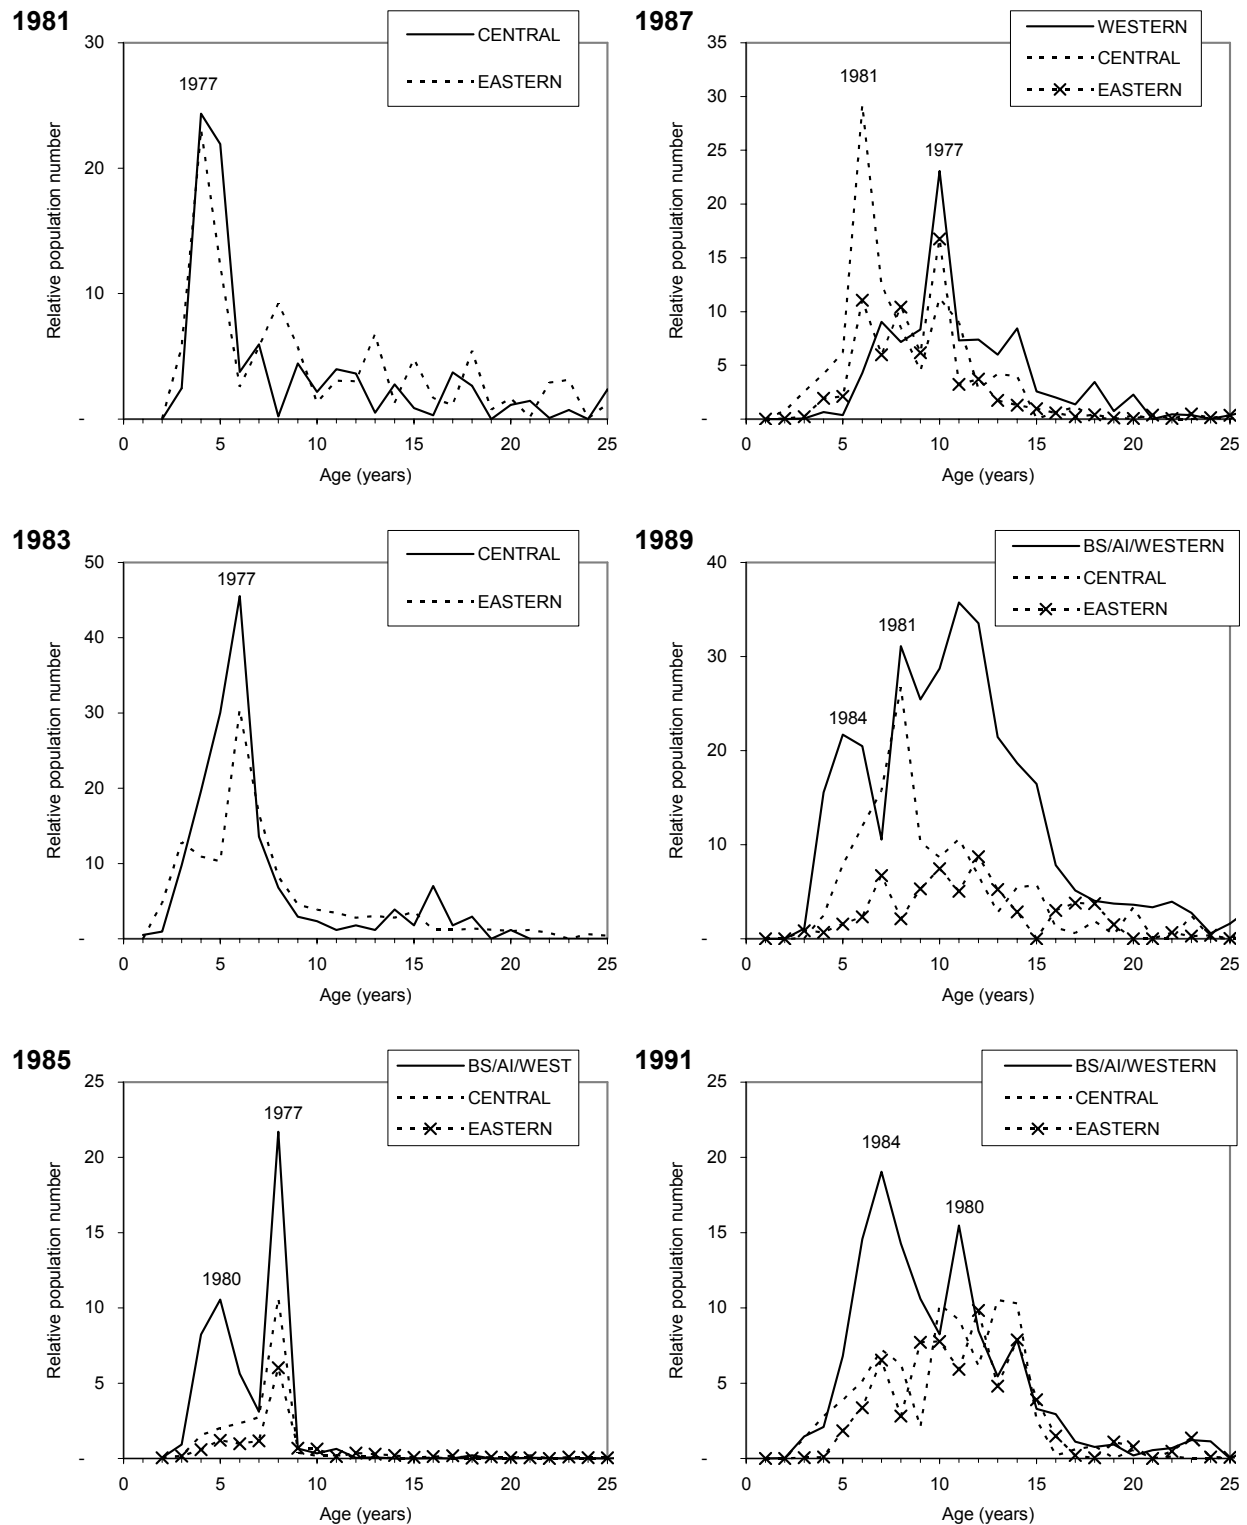 1981
CENTRAL
EASTERN
30
20
10
-
1977
Relative population number
0 5 10 15 20 25
Age (years)
1987
WESTERN
CENTRAL
EASTERN
35
30
25
20
15
10
5
-
1981
1977
Relative population number
0 5 10 15 20 25
Age (years)
1983
CENTRAL
EASTERN
50
40
30
20
10
-
1977
Relative population number
0 5 10 15 20 25
Age (years)
1989
BS/AI/WESTERN
CENTRAL
EASTERN
40
30
20
10
-
1981
1984
Relative population number
0 5 10 15 20 25
Age (years)
1985
BS/AI/WEST
CENTRAL
EASTERN
25
20
15
10
5
-
1977
1980
Relative population number
0 5 10 15 20 25
Age (years)
1991
BS/AI/WESTERN
CENTRAL
EASTERN
25
20
15
10
5
-
1984
1980
Relative population number
0 5 10 15 20 25
Age (years)